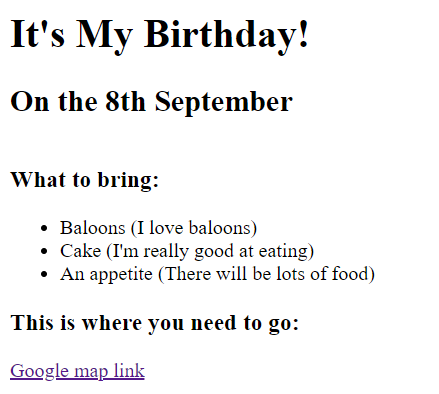 It's My Birthday!
On the 8th September
What to bring:
Baloons (I love baloons)
Cake (I'm really good at eating)
An appetite (There will be lots of food)
This is where you need to go:
Google map link